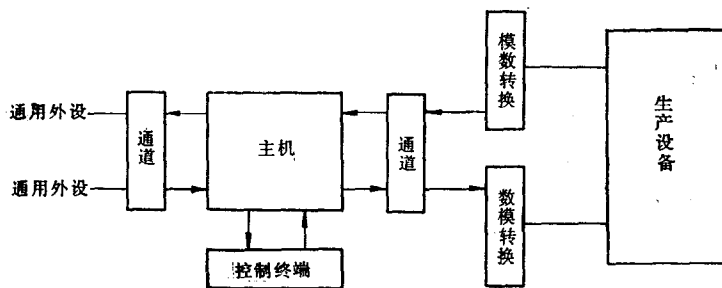 通用外设
通用外设
通道
主机
控制终端
通道
模数转换
数模转换
生产设备